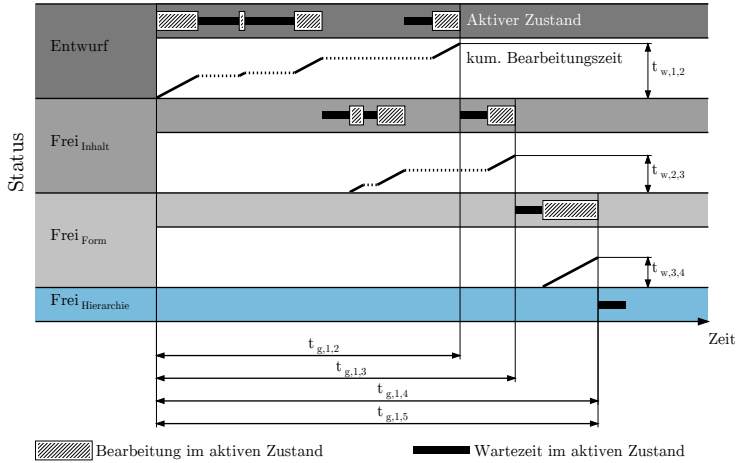 Status
Entwurf
Aktiver Zustand
kum. Bearbeitungszeit
t w,1,2
Frei Inhalt
t w,2,3
Frei Form
t w,3,4
Frei Hierarchie
Zeit
t g,1,2
t g,1,3
t g,1,4
t g,1,5
Bearbeitung im aktiven Zustand
Wartezeit im aktiven Zustand